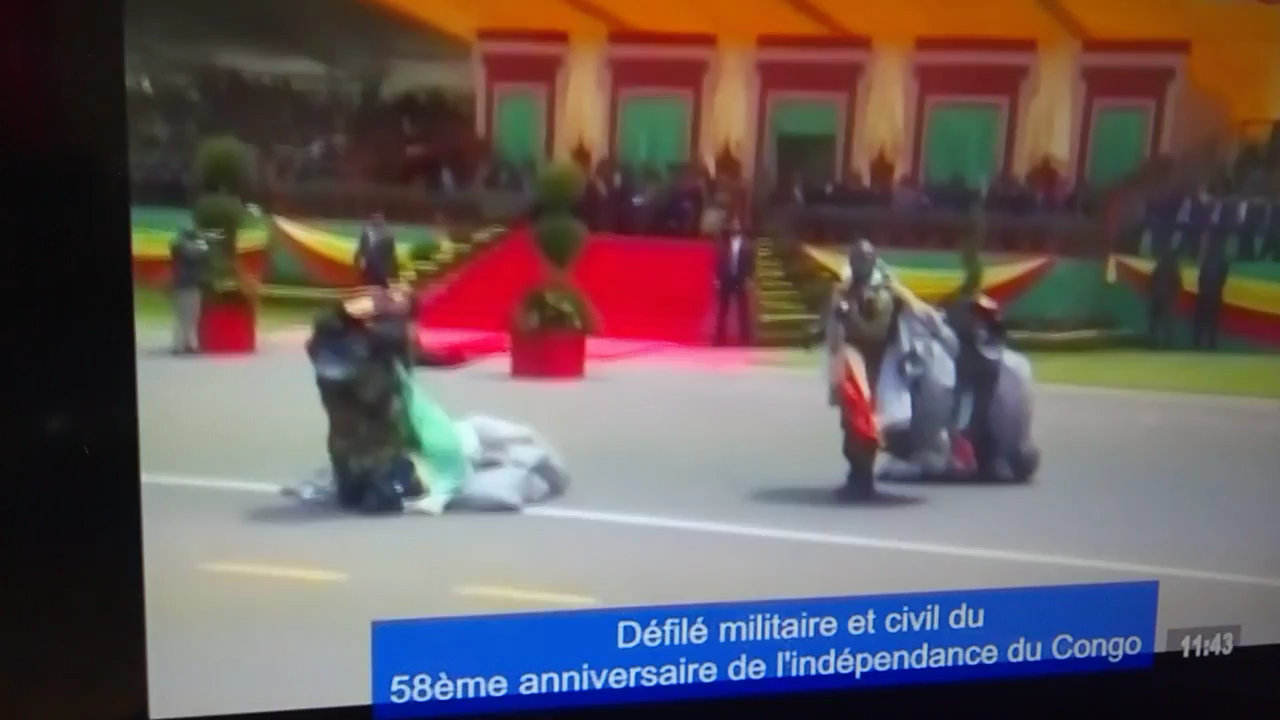 Défilé militaire et civil du
58ème anniversaire de l'indépendance du Congo
11:43